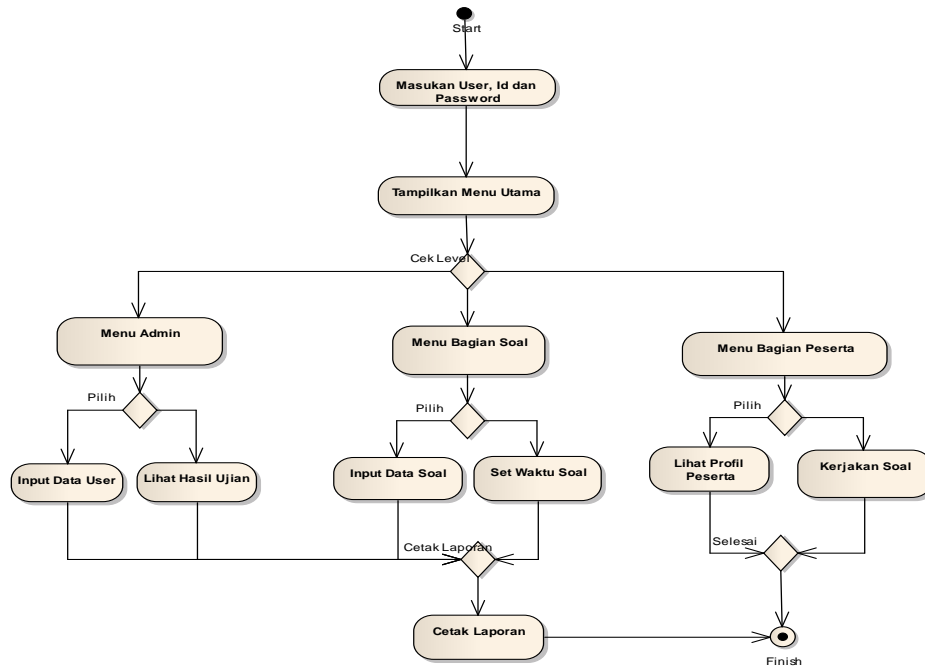 Start
Masukan User, Id dan
Password
Tampilkan Menu Utama
Cek Level
Menu Admin
Menu Bagian Soal
Menu Bagian Peserta
Pilih
Pilih
Pilih
Input Data User
Lihat Hasil Ujian
Input Data Soal
Set Waktu Soal
Lihat Profil
Peserta
Kerjakan Soal
Cetak Laporan
Selesai
Cetak Laporan
Finish